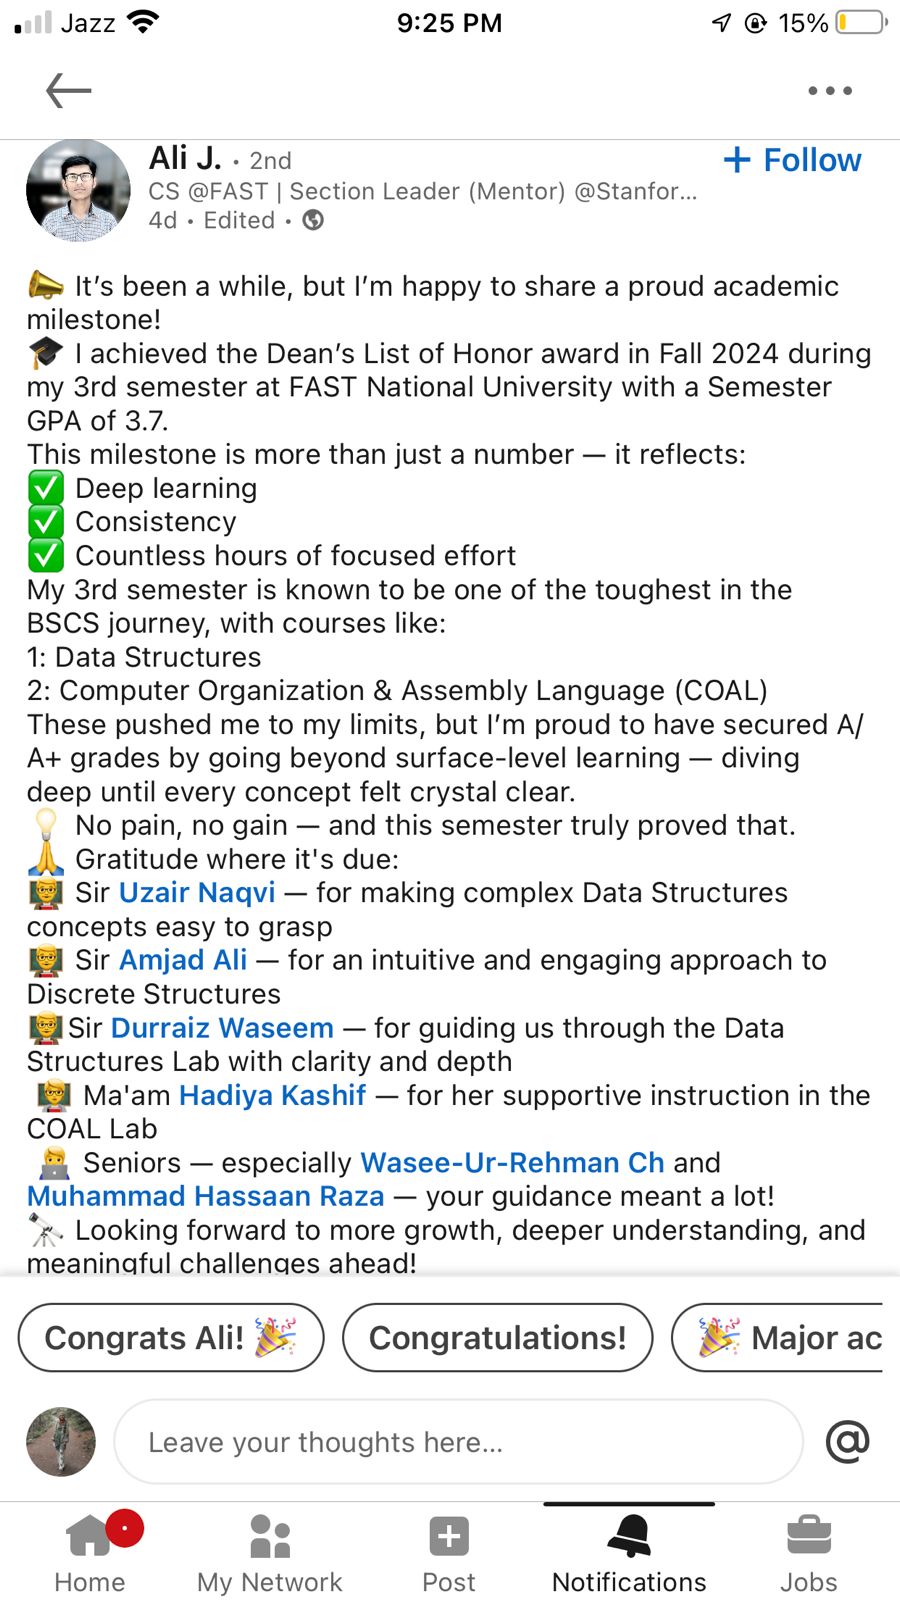 Jazz 9:25 PM 15%
Ali J. • 2nd
+ Follow
CS @FAST | Section Leader (Mentor) @Stanfor...
4d • Edited •
📣 It’s been a while, but I’m happy to share a proud academic
milestone!
🎓 I achieved the Dean’s List of Honor award in Fall 2024 during
my 3rd semester at FAST National University with a Semester
GPA of 3.7.
This milestone is more than just a number — it reflects:
✅ Deep learning
✅ Consistency
✅ Countless hours of focused effort
My 3rd semester is known to be one of the toughest in the
BSCS journey, with courses like:
1: Data Structures
2: Computer Organization & Assembly Language (COAL)
These pushed me to my limits, but I’m proud to have secured A/
A+ grades by going beyond surface-level learning — diving
deep until every concept felt crystal clear.
💡 No pain, no gain — and this semester truly proved that.
🙏 Gratitude where it's due:
👨‍🏫 Sir Uzair Naqvi — for making complex Data Structures
concepts easy to grasp
👨‍🏫 Sir Amjad Ali — for an intuitive and engaging approach to
Discrete Structures
👨‍🏫Sir Durraiz Waseem — for guiding us through the Data
Structures Lab with clarity and depth
👩‍🏫 Ma'am Hadiya Kashif — for her supportive instruction in the
COAL Lab
🧑‍💻 Seniors — especially Wasee-Ur-Rehman Ch and
Muhammad Hassaan Raza — your guidance meant a lot!
🔭 Looking forward to more growth, deeper understanding, and
meaningful challenges ahead!
Congrats Ali! 🎉 Congratulations! 🎉 Major ac
Leave your thoughts here... @
Home My Network Post Notifications Jobs